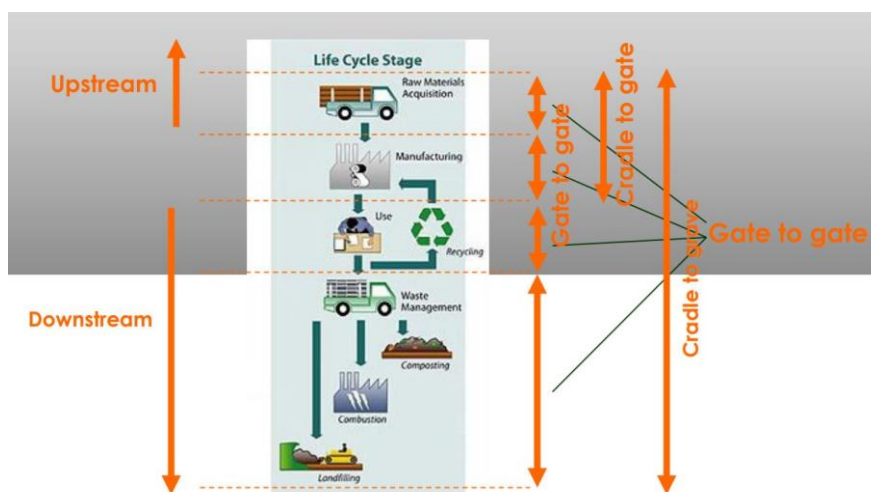 Life Cycle Stage
Upstream
Raw Materials
Acquisition
Manufacturing
Use
Recycling
Downstream
Waste
Management
Composting
Combustion
Landfilling
Gate to gate
Cradle to gate
Cradle to grave
Gate to gate